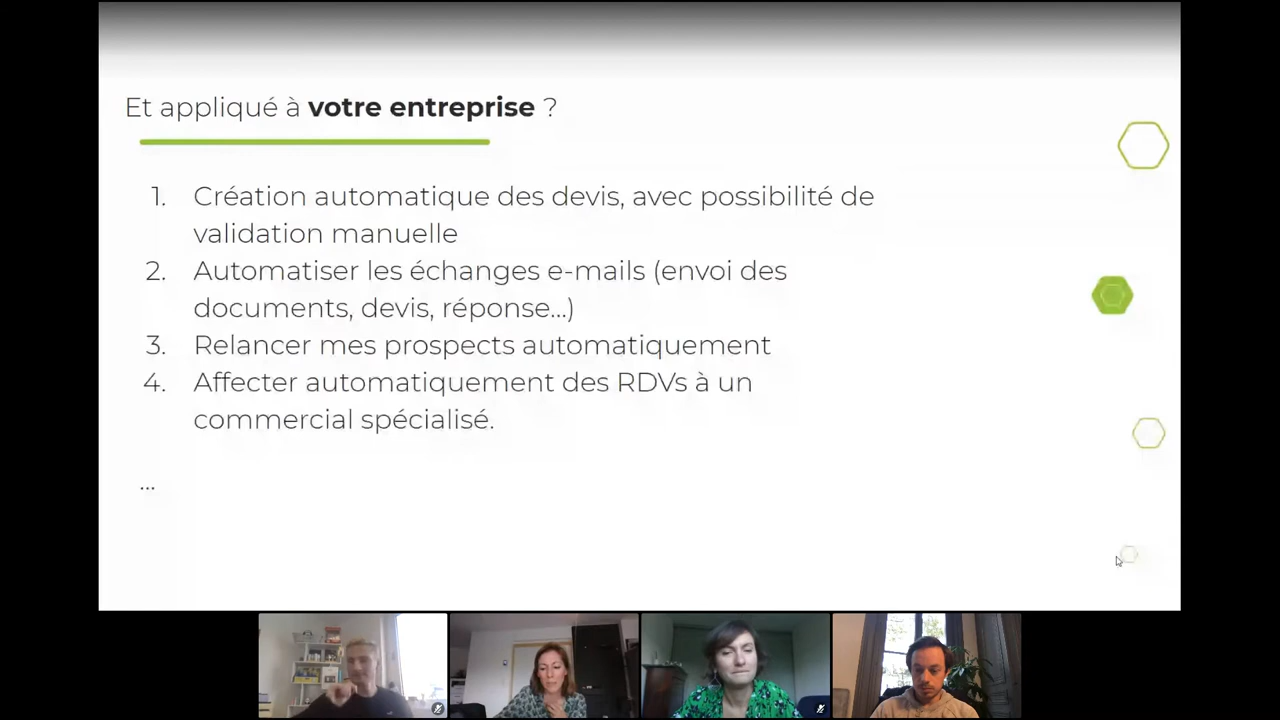 Et appliqué à votre entreprise ?
1. Création automatique des devis, avec possibilité de
validation manuelle
2. Automatiser les échanges e-mails (envoi des
documents, devis, réponse...)
3. Relancer mes prospects automatiquement
4. Affecter automatiquement des RDVs à un
commercial spécialisé.
...